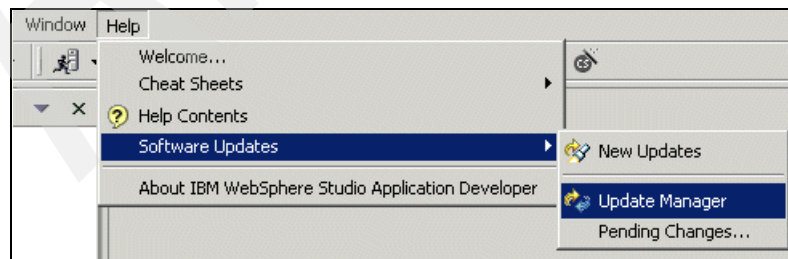 Window Help
Welcome...
Cheat Sheets
Help Contents
Software Updates
New Updates
About IBM WebSphere Studio Application Developer
Update Manager
Pending Changes...